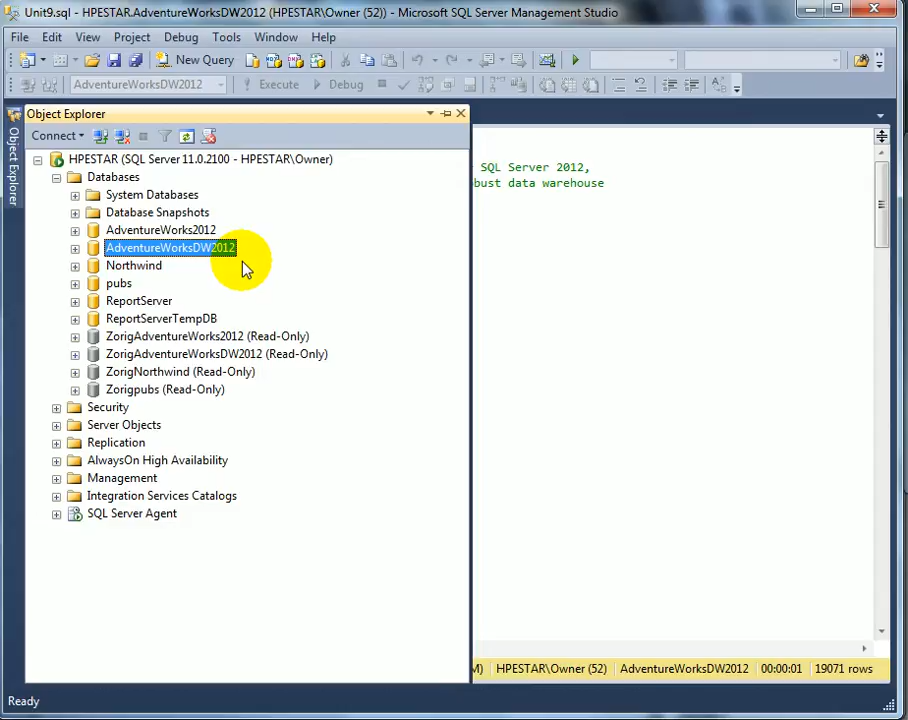 Unit9.sql - HPESTAR.AdventureWorksDW2012 (HPESTAR\Owner (52)) - Microsoft SQL Server Management Studio
File Edit View Project Debug Tools Window Help
New Query
AdventureWorksDW2012 Execute Debug
Object Explorer
Object Explorer
Connect
HPESTAR (SQL Server 11.0.2100 - HPESTAR\Owner)
Databases
SQL Server 2012,
bust data warehouse
System Databases
Database Snapshots
AdventureWorks2012
AdventureWorksDW2012
Northwind
pubs
ReportServer
ReportServerTempDB
ZorigAdventureWorks2012 (Read-Only)
ZorigAdventureWorksDW2012 (Read-Only)
ZorigNorthwind (Read-Only)
Zorigpubs (Read-Only)
Security
Server Objects
Replication
AlwaysOn High Availability
Management
Integration Services Catalogs
SQL Server Agent
M) HPESTAR\Owner (52) AdventureWorksDW2012 00:00:01 19071 rows
Ready